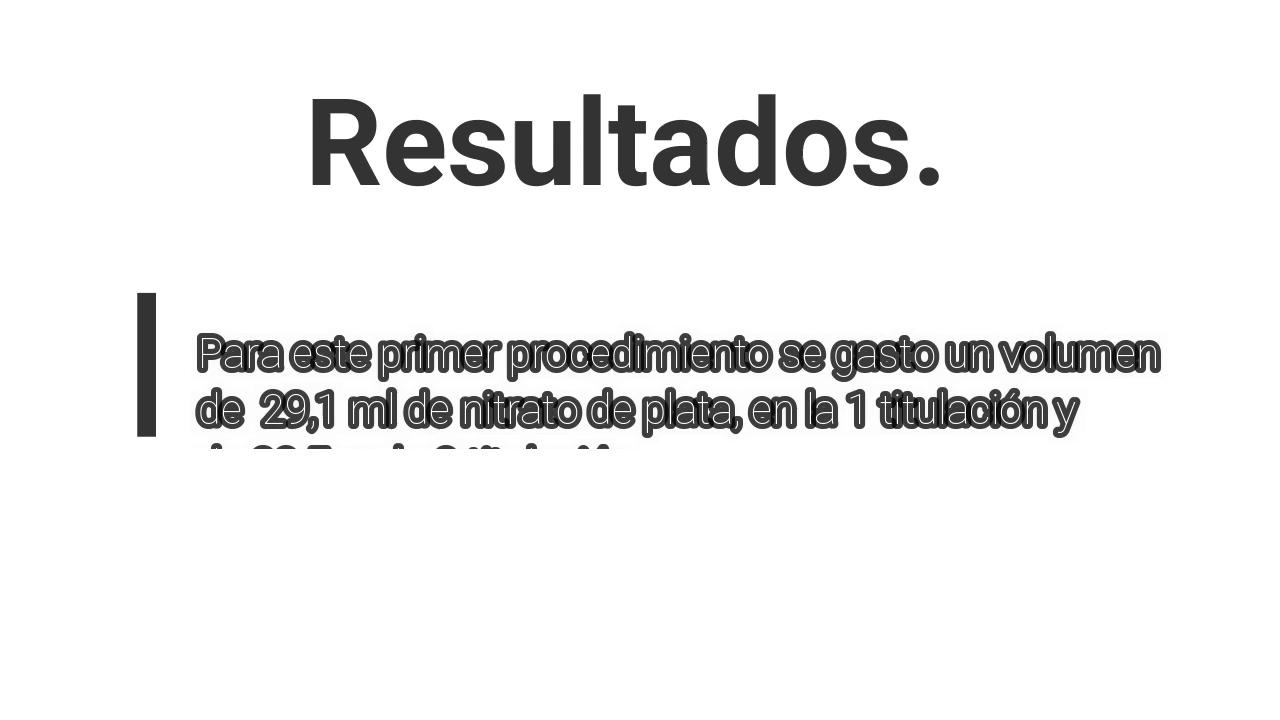 Resultados.
Para este primer procedimiento se gasto un volumen
de 29,1 ml de nitrato de plata, en la 1 titulación y